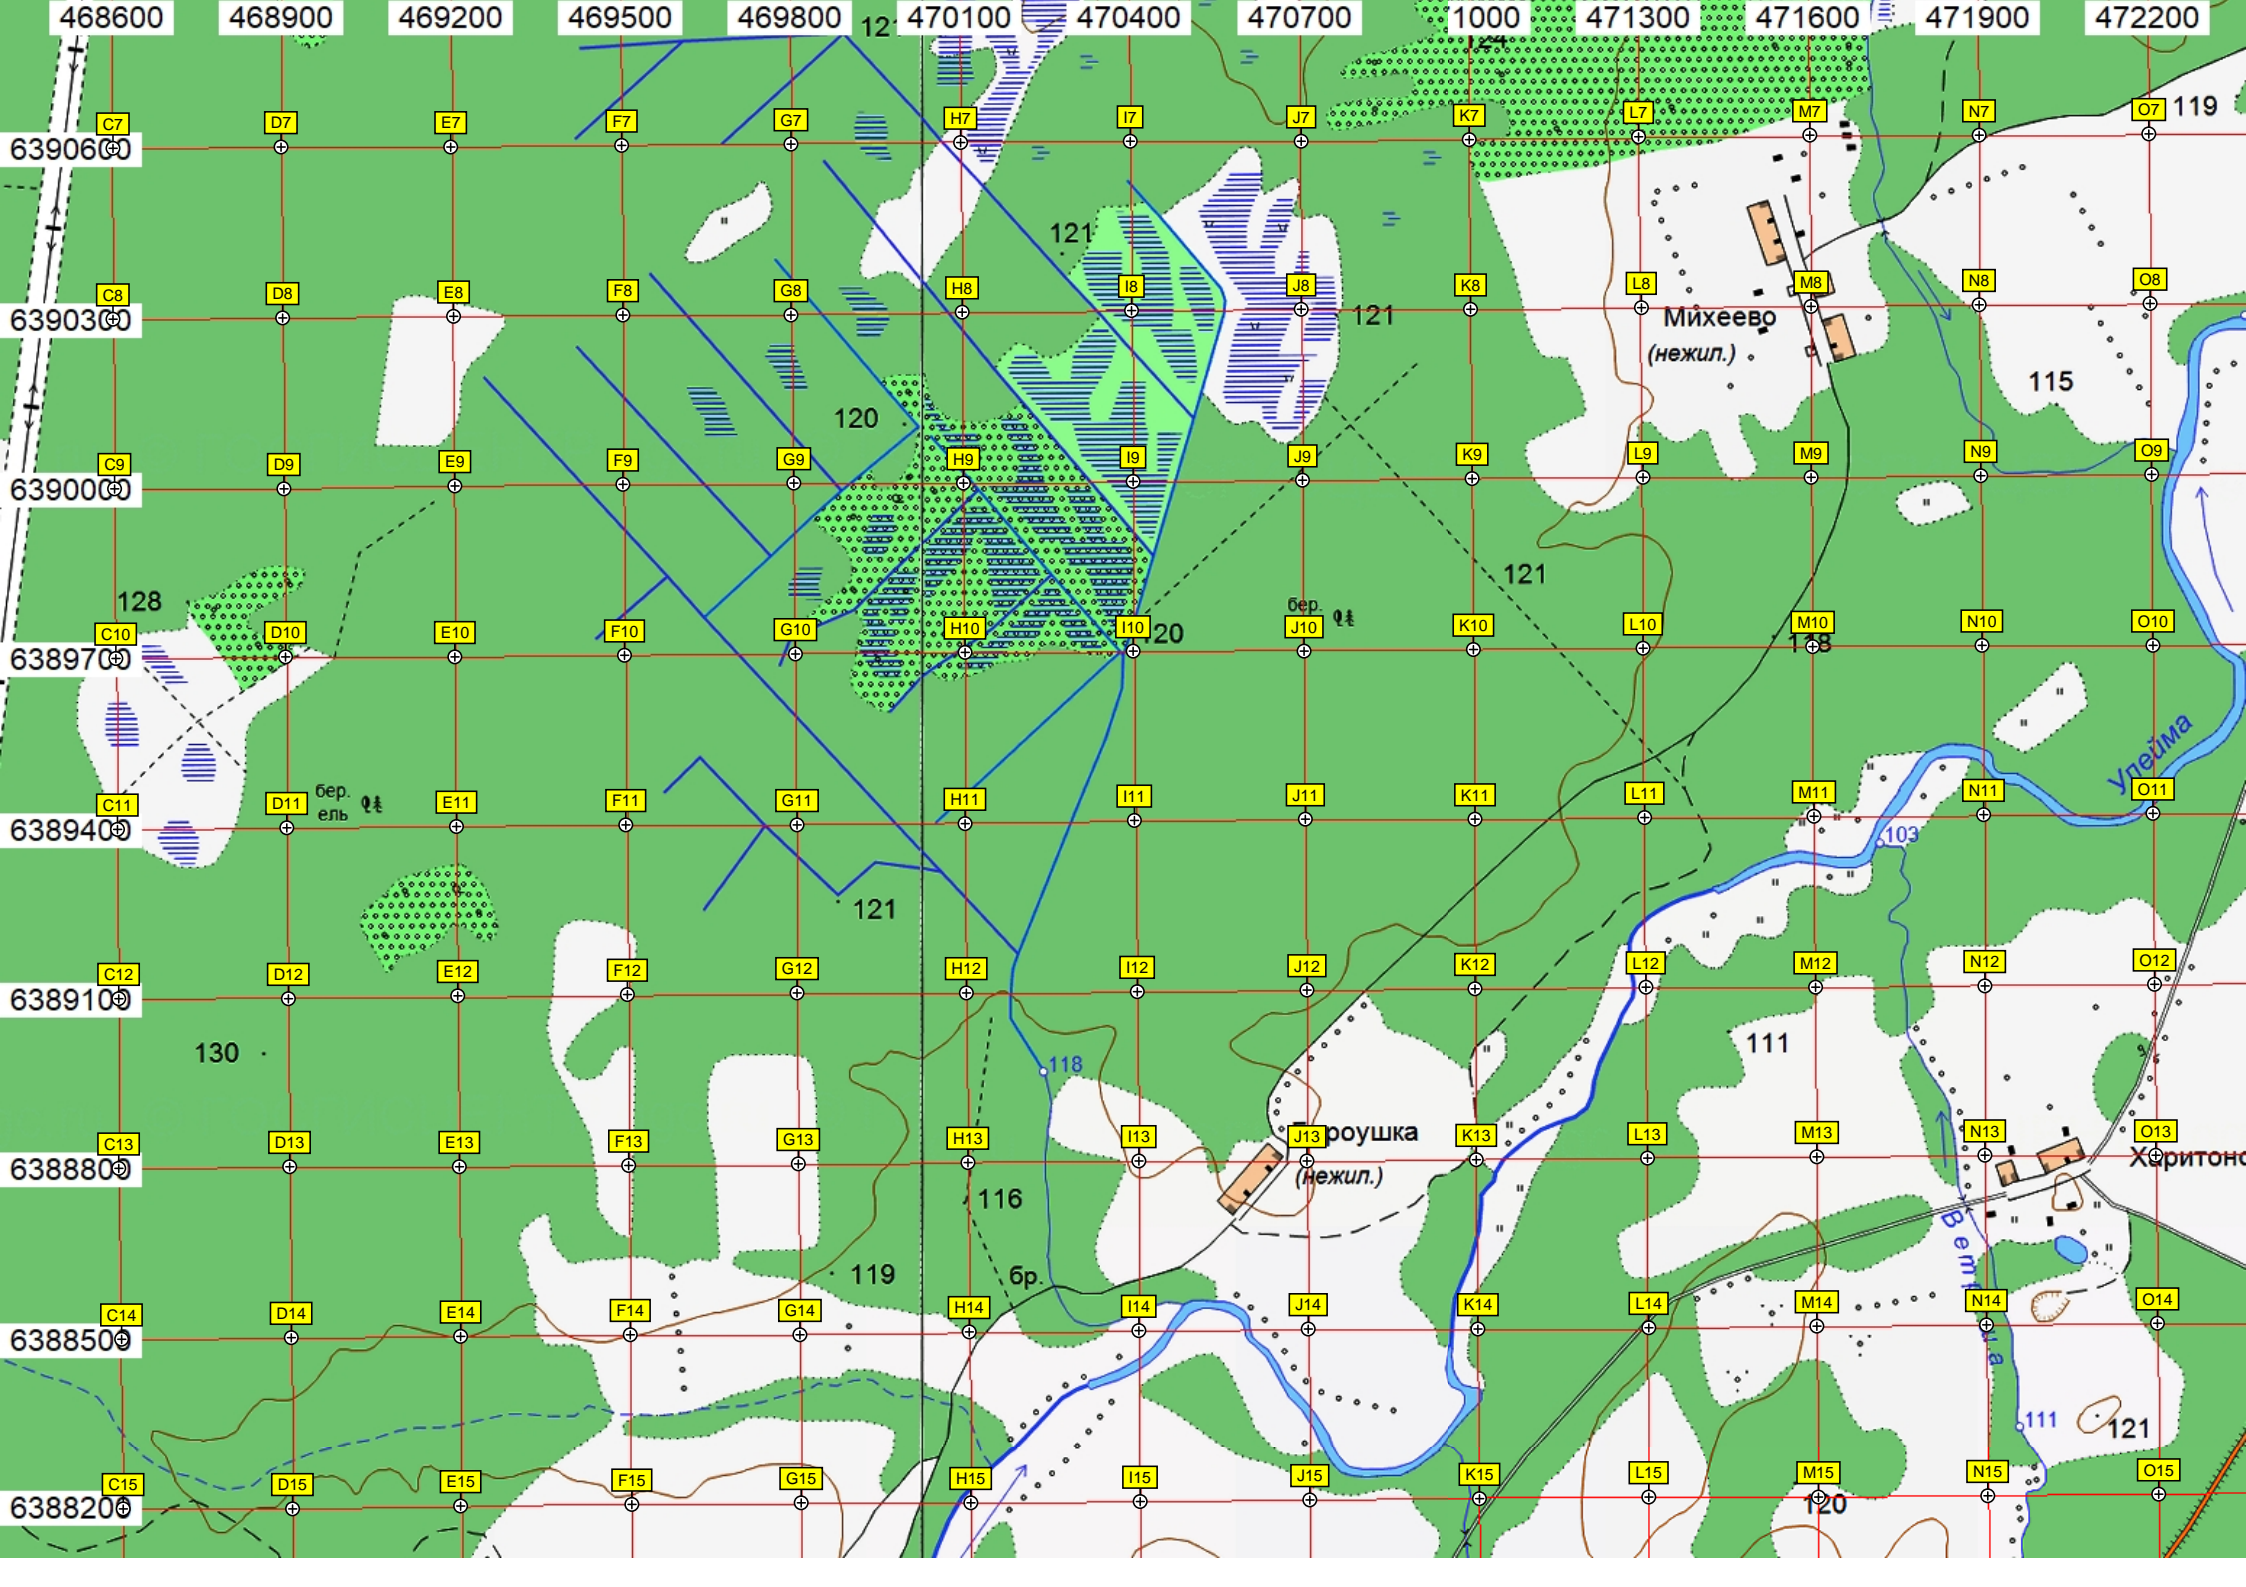 468600 468900 469200 469500 469800 470100 470400 470700 1000 471300 471600 471900 472200
121 124
C7 D7 E7 F7 G7 H7 I7 J7 K7 L7 M7 N7 O7 119
6390600
121
C8 D8 E8 F8 G8 H8 I8 J8 K8 L8 M8 N8 O8
6390300 121 Михеево
(нежил.)
115
120
C9 D9 E9 F9 G9 H9 I9 J9 K9 L9 M9 N9 O9
6390000
121
128 бер.
C10 D10 E10 F10 G10 H10 I10 120 J10 K10 L10 M10 N10 O10
6389700 118
Улейма
бер.
ель
C11 D11 E11 F11 G11 H11 I11 J11 K11 L11 M11 N11 O11
6389400 103
121
C12 D12 E12 F12 G12 H12 I12 J12 K12 L12 M12 N12 O12
6389100
130 118 111
C13 D13 E13 F13 G13 H13 I13 J13 роушка K13 L13 M13 N13 O13
6388800 (нежил.) Харитоно
116
119 бр.
Ветица
C14 D14 E14 F14 G14 H14 I14 J14 K14 L14 M14 N14 O14
6388500
111 121
C15 D15 E15 F15 G15 H15 I15 J15 K15 L15 M15 N15 O15
6388200 120